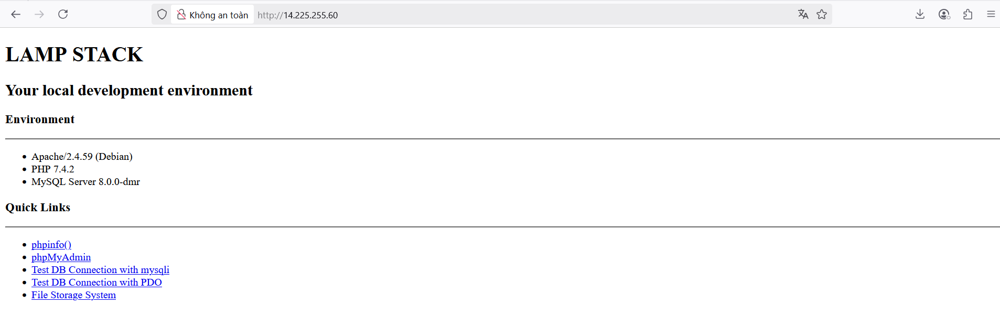 Không an toàn http://14.225.255.60
LAMP STACK
Your local development environment
Environment
Apache/2.4.59 (Debian)
PHP 7.4.2
MySQL Server 8.0.0-dmr
Quick Links
phpinfo()
phpMyAdmin
Test DB Connection with mysqli
Test DB Connection with PDO
File Storage System